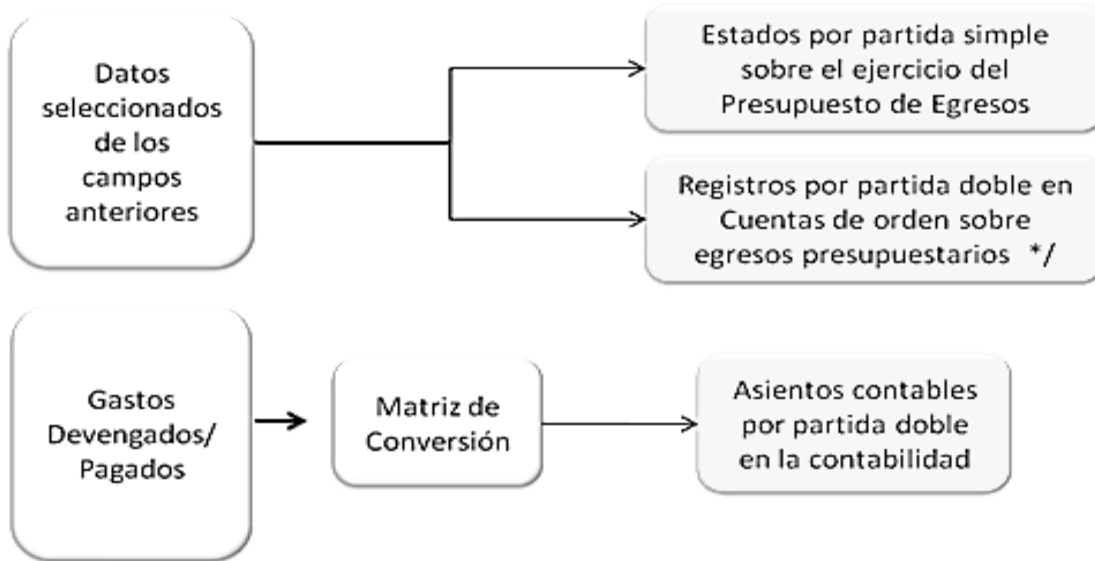 Datos
seleccionados
de los
campos
anteriores
Estados por partida simple
sobre el ejercicio del
Presupuesto de Egresos
Registros por partida doble en
Cuentas de orden sobre
egresos presupuestarios */
Gastos
Devengados/
Pagados
Matriz de
Conversión
Asientos contables
por partida doble
en la contabilidad